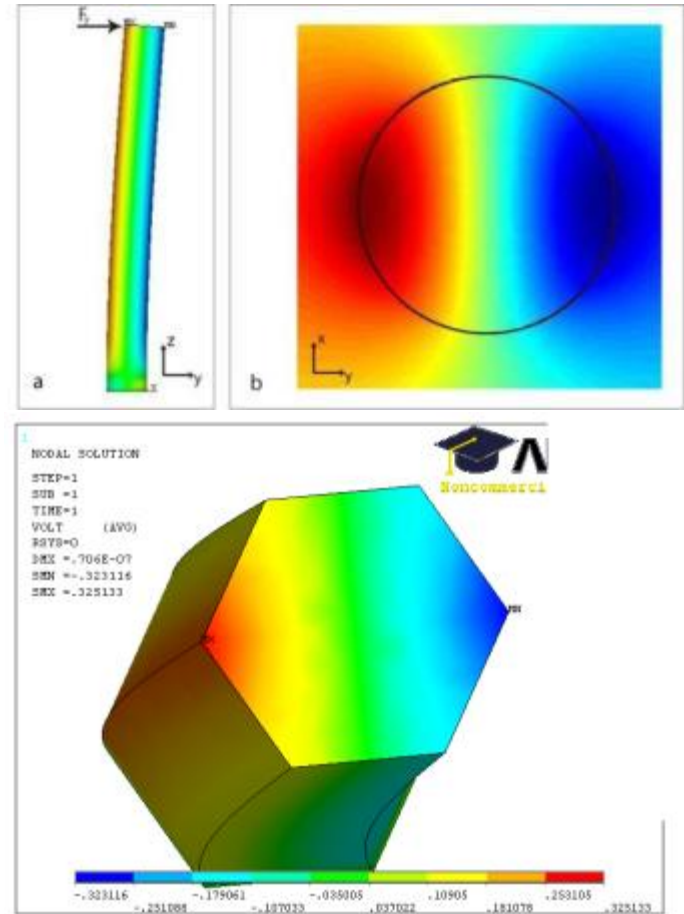 Fy
z
y
a
x
y
b
1
NODAL SOLUTION
STEP=1
SUB =1
TIME=1
VOLT (AVG)
RSYS=0
DMX =.706E-07
SMN =-.323116
SMX =.325133
Noncommerci
MX
MN
-.323116 -.179061 -.035005 .10905 .253105
-.251088 -.107033 .037022 .181078 .325133